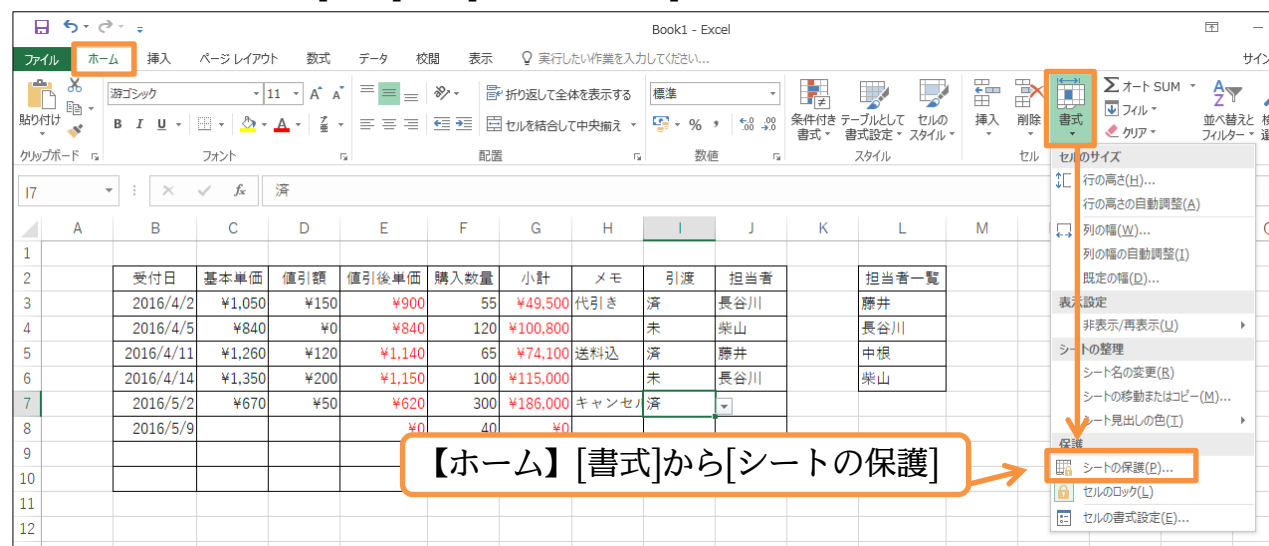 Book1 - Excel
ファイル ホーム 挿入 ページ レイアウト 数式 データ 校閲 表示 実行したい作業を入力してください... サイン
貼り付け 游ゴシック 11 A A 折り返して全体を表示する 標準 条件付き書式 テーブルとして書式設定 セルのスタイル 挿入 削除 書式 Σ オート SUM 並べ替えと
B I U A セルを結合して中央揃え % , フィル フィルター
クリア
クリップボード フォント 配置 数値 スタイル セル
I7 fx 済
A B C D E F G H I J K L M
1
2 受付日 基本単価 値引額 値引後単価 購入数量 小計 メモ 引渡 担当者 担当者一覧
3 2016/4/2 ¥1,050 ¥150 ¥900 55 ¥49,500 代引き 済 長谷川 藤井
4 2016/4/5 ¥840 ¥0 ¥840 120 ¥100,800 未 柴山 長谷川
5 2016/4/11 ¥1,260 ¥120 ¥1,140 65 ¥74,100 送料込 済 藤井 中根
6 2016/4/14 ¥1,350 ¥200 ¥1,150 100 ¥115,000 未 長谷川 柴山
7 2016/5/2 ¥670 ¥50 ¥620 300 ¥186,000 キャンセル 済
8 2016/5/9 ¥0 40 ¥0
9
10
11
12
セルのサイズ
行の高さ(H)...
行の高さの自動調整(A)
列の幅(W)...
列の幅の自動調整(I)
既定の幅(D)...
表示設定
非表示/再表示(U)
シートの整理
シート名の変更(R)
シートの移動またはコピー(M)...
シート見出しの色(T)
保護
シートの保護(P)...
セルのロック(L)
セルの書式設定(E)...
【ホーム】[書式]から[シートの保護]